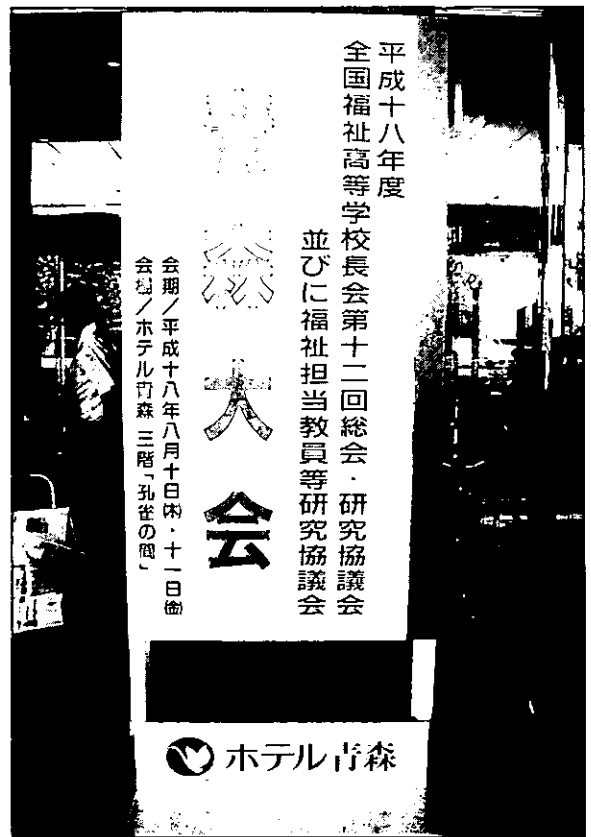 平成十八年度
全国福祉高等学校長会第十二回総会・研究協議会
並びに福祉担当教員等研究協議会
青森大会
会期／平成十八年八月十日㈭・十一日㈮
会場／ホテル青森 三階「孔雀の間」
ホテル青森